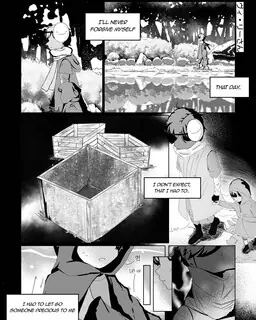 I'LL NEVER
FORGIVE MYSELF
THAT DAY,
I DIDN'T EXPECT,
THAT I HAD TO..
I HAD TO LET GO
SOMEONE PRECIOUS TO ME